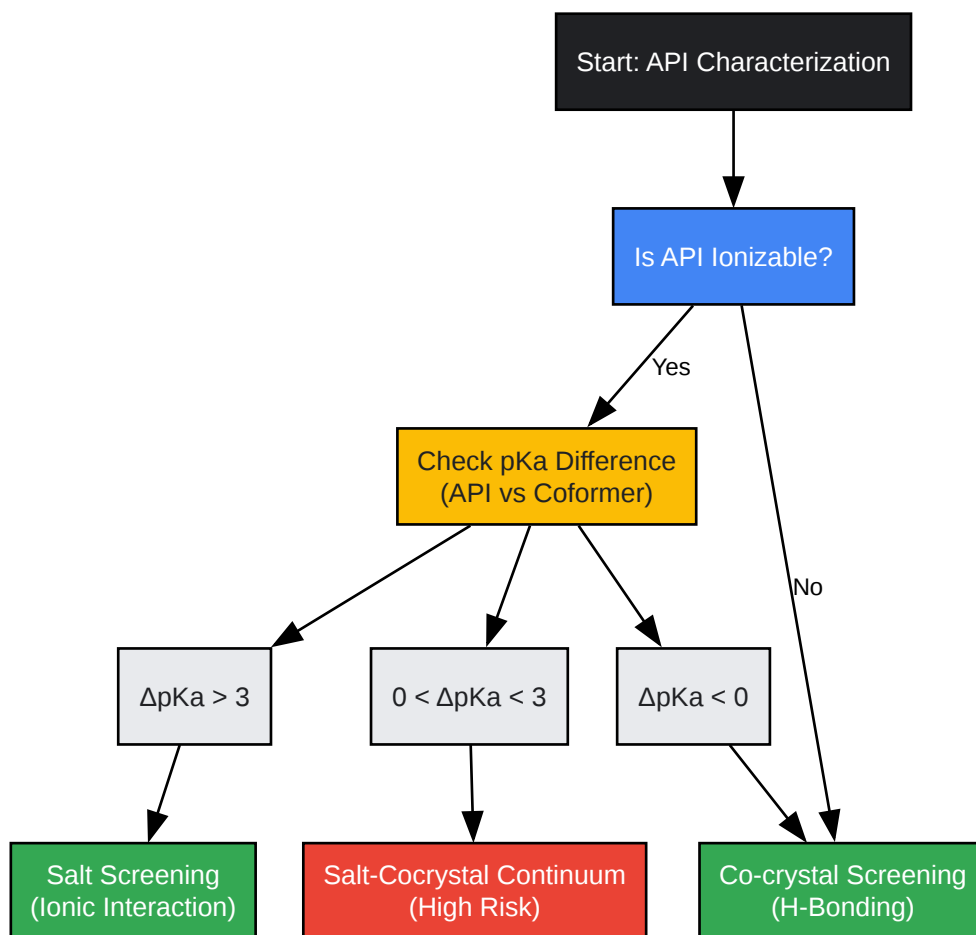 Start: API Characterization
Is API Ionizable?
Yes
Check pKa Difference
(API vs Coformer)
No
ΔpKa > 3
0 < ΔpKa < 3
ΔpKa < 0
Salt Screening
(Ionic Interaction)
Salt-Cocrystal Continuum
(High Risk)
Co-crystal Screening
(H-Bonding)